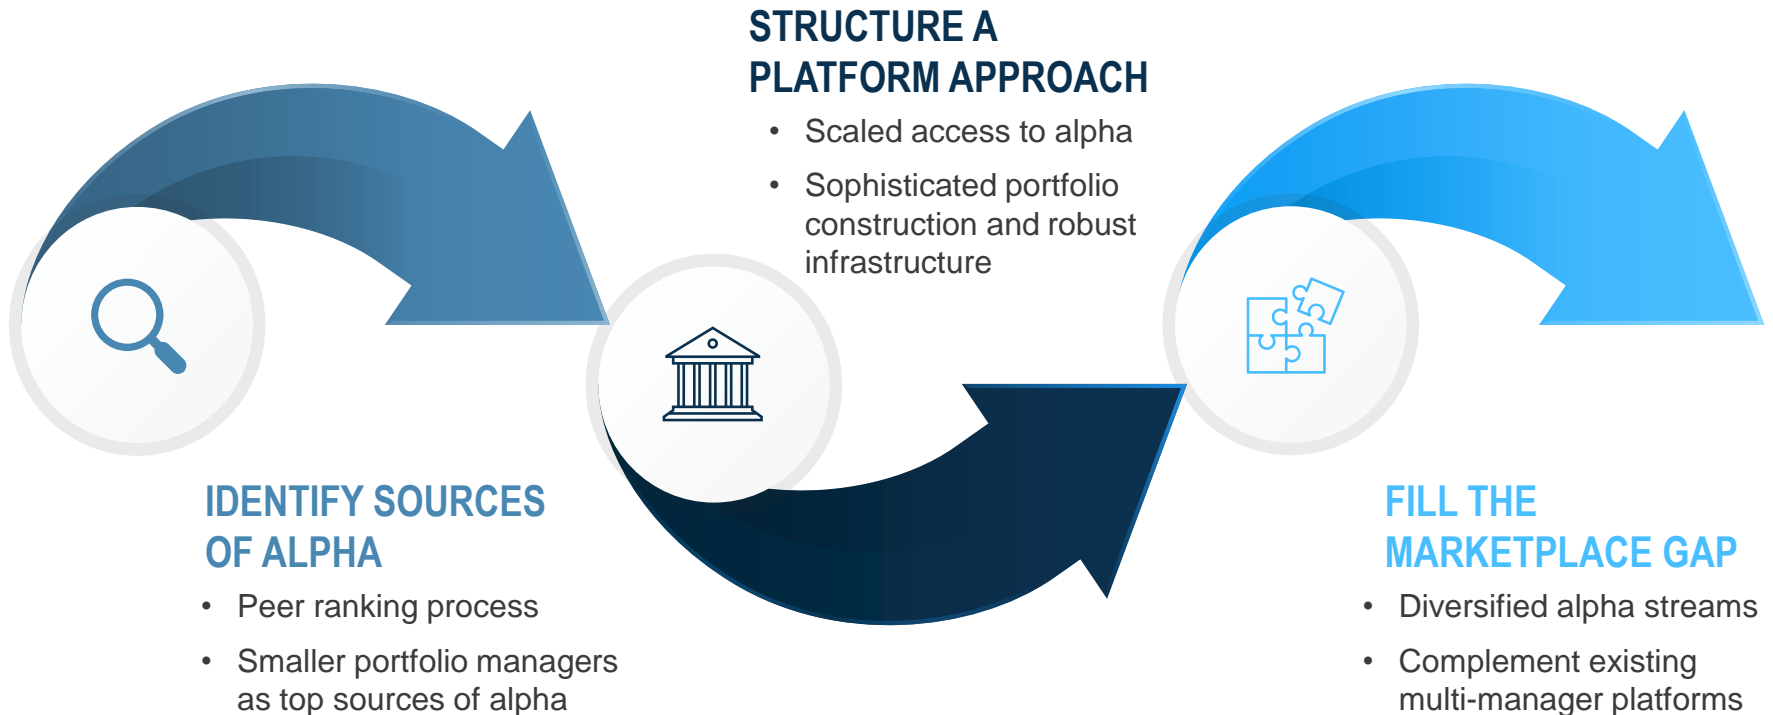 STRUCTURE A
PLATFORM APPROACH
• Scaled access to alpha
• Sophisticated portfolio
construction and robust
infrastructure
IDENTIFY SOURCES
OF ALPHA
• Peer ranking process
• Smaller portfolio managers
as top sources of alpha
FILL THE
MARKETPLACE GAP
• Diversified alpha streams
• Complement existing
multi-manager platforms